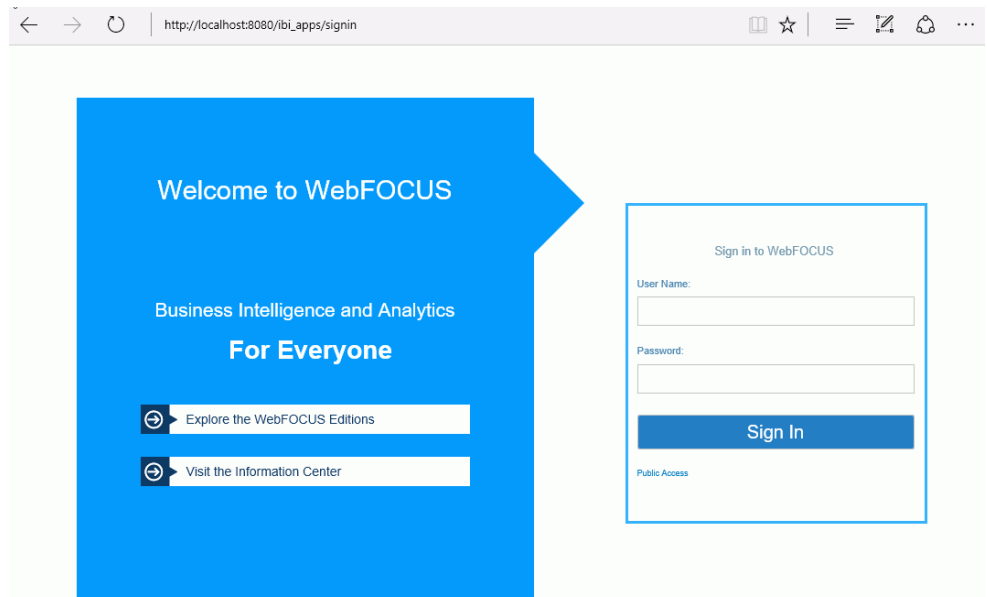 http://localhost:8080/ibi_apps/signin
Welcome to WebFOCUS
Business Intelligence and Analytics
For Everyone
Explore the WebFOCUS Editions
Visit the Information Center
Sign in to WebFOCUS
User Name:
Password:
Sign In
Public Access